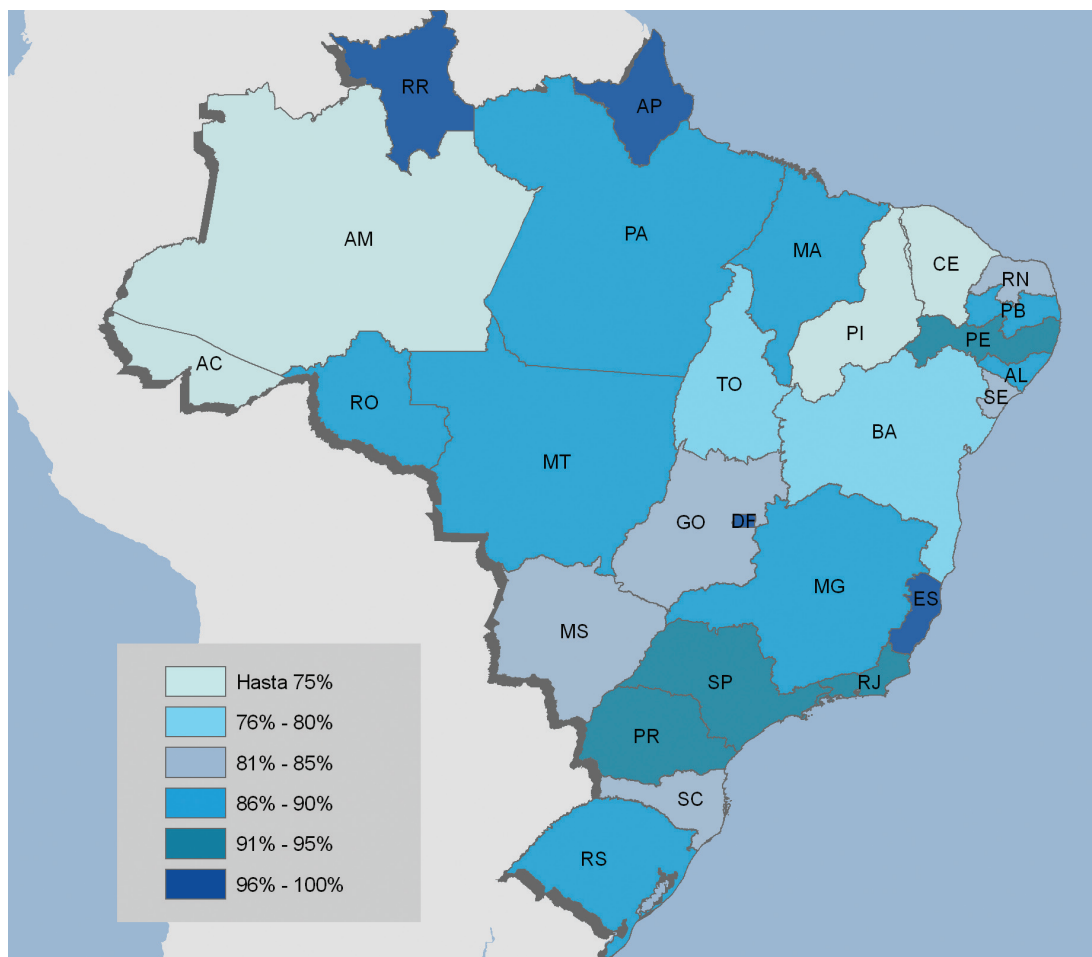 RR
AP
AM
PA
MA
CE
RN
PB
PI
PE
AC
AL
TO
SE
RO
BA
MT
GO
DF
MG
ES
MS
SP
RJ
PR
SC
RS
Hasta 75%
76% - 80%
81% - 85%
86% - 90%
91% - 95%
96% - 100%